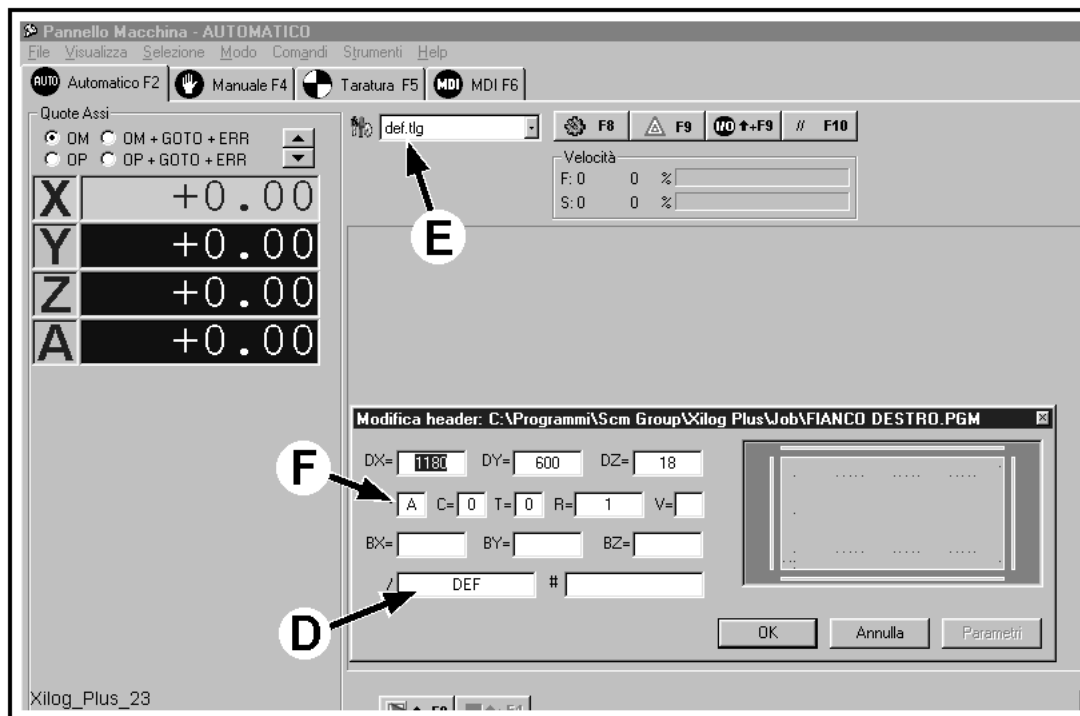 Pannello Macchina - AUTOMATICO
File Visualizza Selezione Modo Comandi Strumenti Help
AUTO Automatico F2 Manuale F4 Taratura F5 MDI MDI F6
Quote Assi
OM OM + GOTO + ERR
OP OP + GOTO + ERR
def.tlg
F8 F9 I/O +F9 // F10
Velocità
F: 0 0 %
S: 0 0 %
X +0.00
Y +0.00
Z +0.00
A +0.00
E
Modifica header: C:\Programmi\Scm Group\Xilog Plus\Job\FIANCO DESTRO.PGM
DX= 1180 DY= 600 DZ= 18
F
- A C= 0 T= 0 R= 1 V=
BX= BY= BZ=
/ DEF #
D
OK Annulla Parametri
Xilog_Plus_23